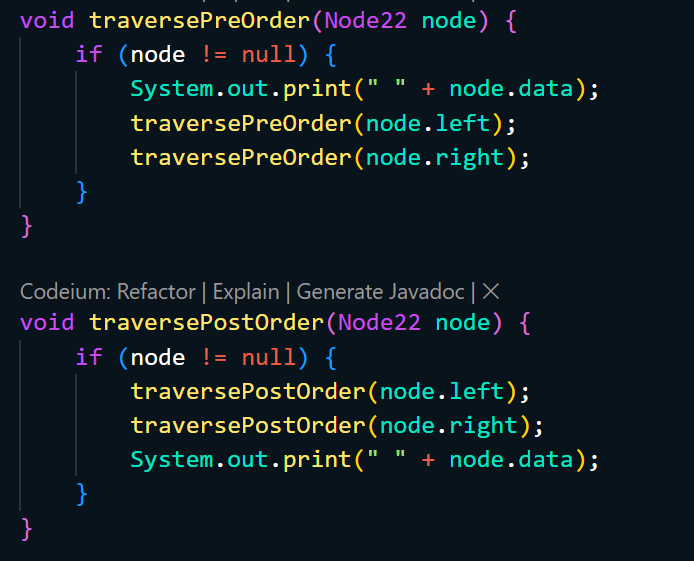 void traversePreOrder(Node22 node) {
    if (node != null) {
        System.out.print(" " + node.data);
        traversePreOrder(node.left);
        traversePreOrder(node.right);
    }
}
Codeium: Refactor | Explain | Generate Javadoc | ✕
void traversePostOrder(Node22 node) {
    if (node != null) {
        traversePostOrder(node.left);
        traversePostOrder(node.right);
        System.out.print(" " + node.data);
    }
}